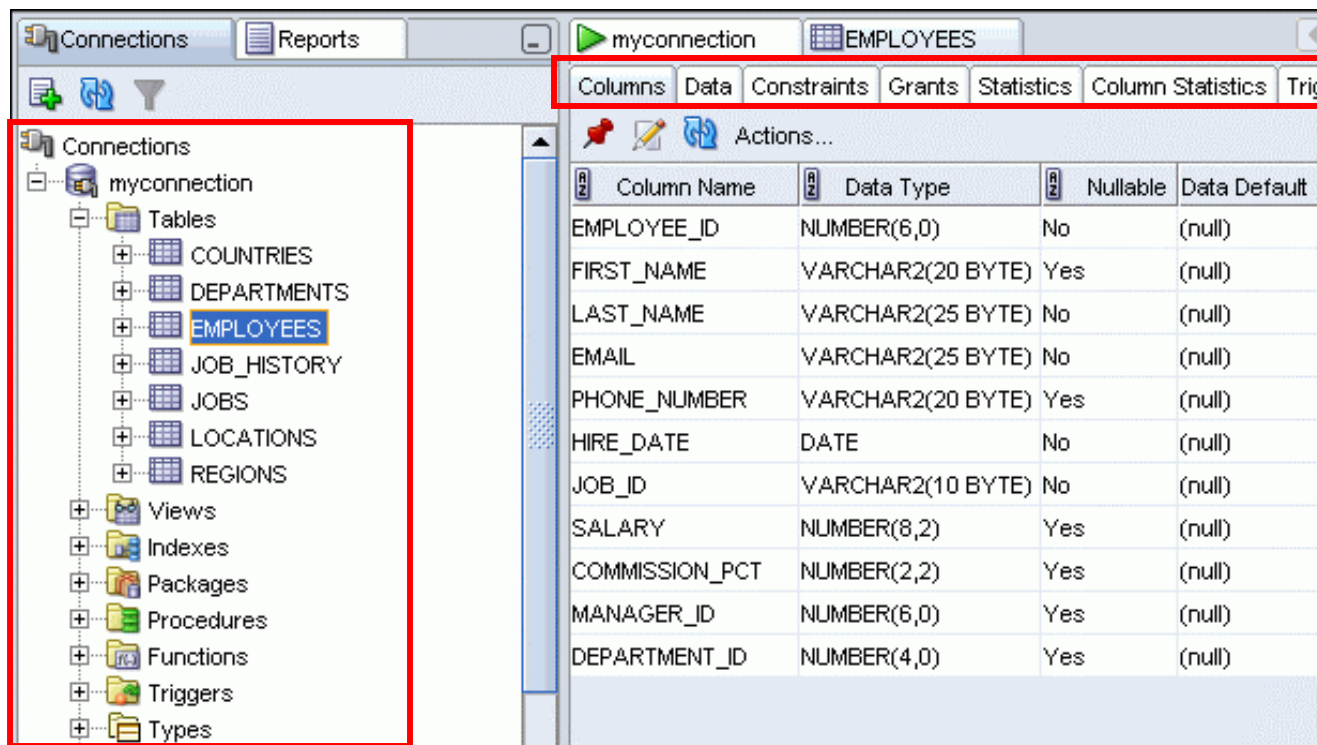 Connections Reports
myconnection EMPLOYEES
Columns Data Constraints Grants Statistics Column Statistics
Connections
myconnection
Tables
COUNTRIES
DEPARTMENTS
EMPLOYEES
JOB_HISTORY
JOBS
LOCATIONS
REGIONS
Views
Indexes
Packages
Procedures
Functions
Triggers
Types
Actions...
Column Name Data Type Nullable Data Default
EMPLOYEE_ID NUMBER(6,0) No (null)
FIRST_NAME VARCHAR2(20 BYTE) Yes (null)
LAST_NAME VARCHAR2(25 BYTE) No (null)
EMAIL VARCHAR2(25 BYTE) No (null)
PHONE_NUMBER VARCHAR2(20 BYTE) Yes (null)
HIRE_DATE DATE No (null)
JOB_ID VARCHAR2(10 BYTE) No (null)
SALARY NUMBER(8,2) Yes (null)
COMMISSION_PCT NUMBER(2,2) Yes (null)
MANAGER_ID NUMBER(6,0) Yes (null)
DEPARTMENT_ID NUMBER(4,0) Yes (null)